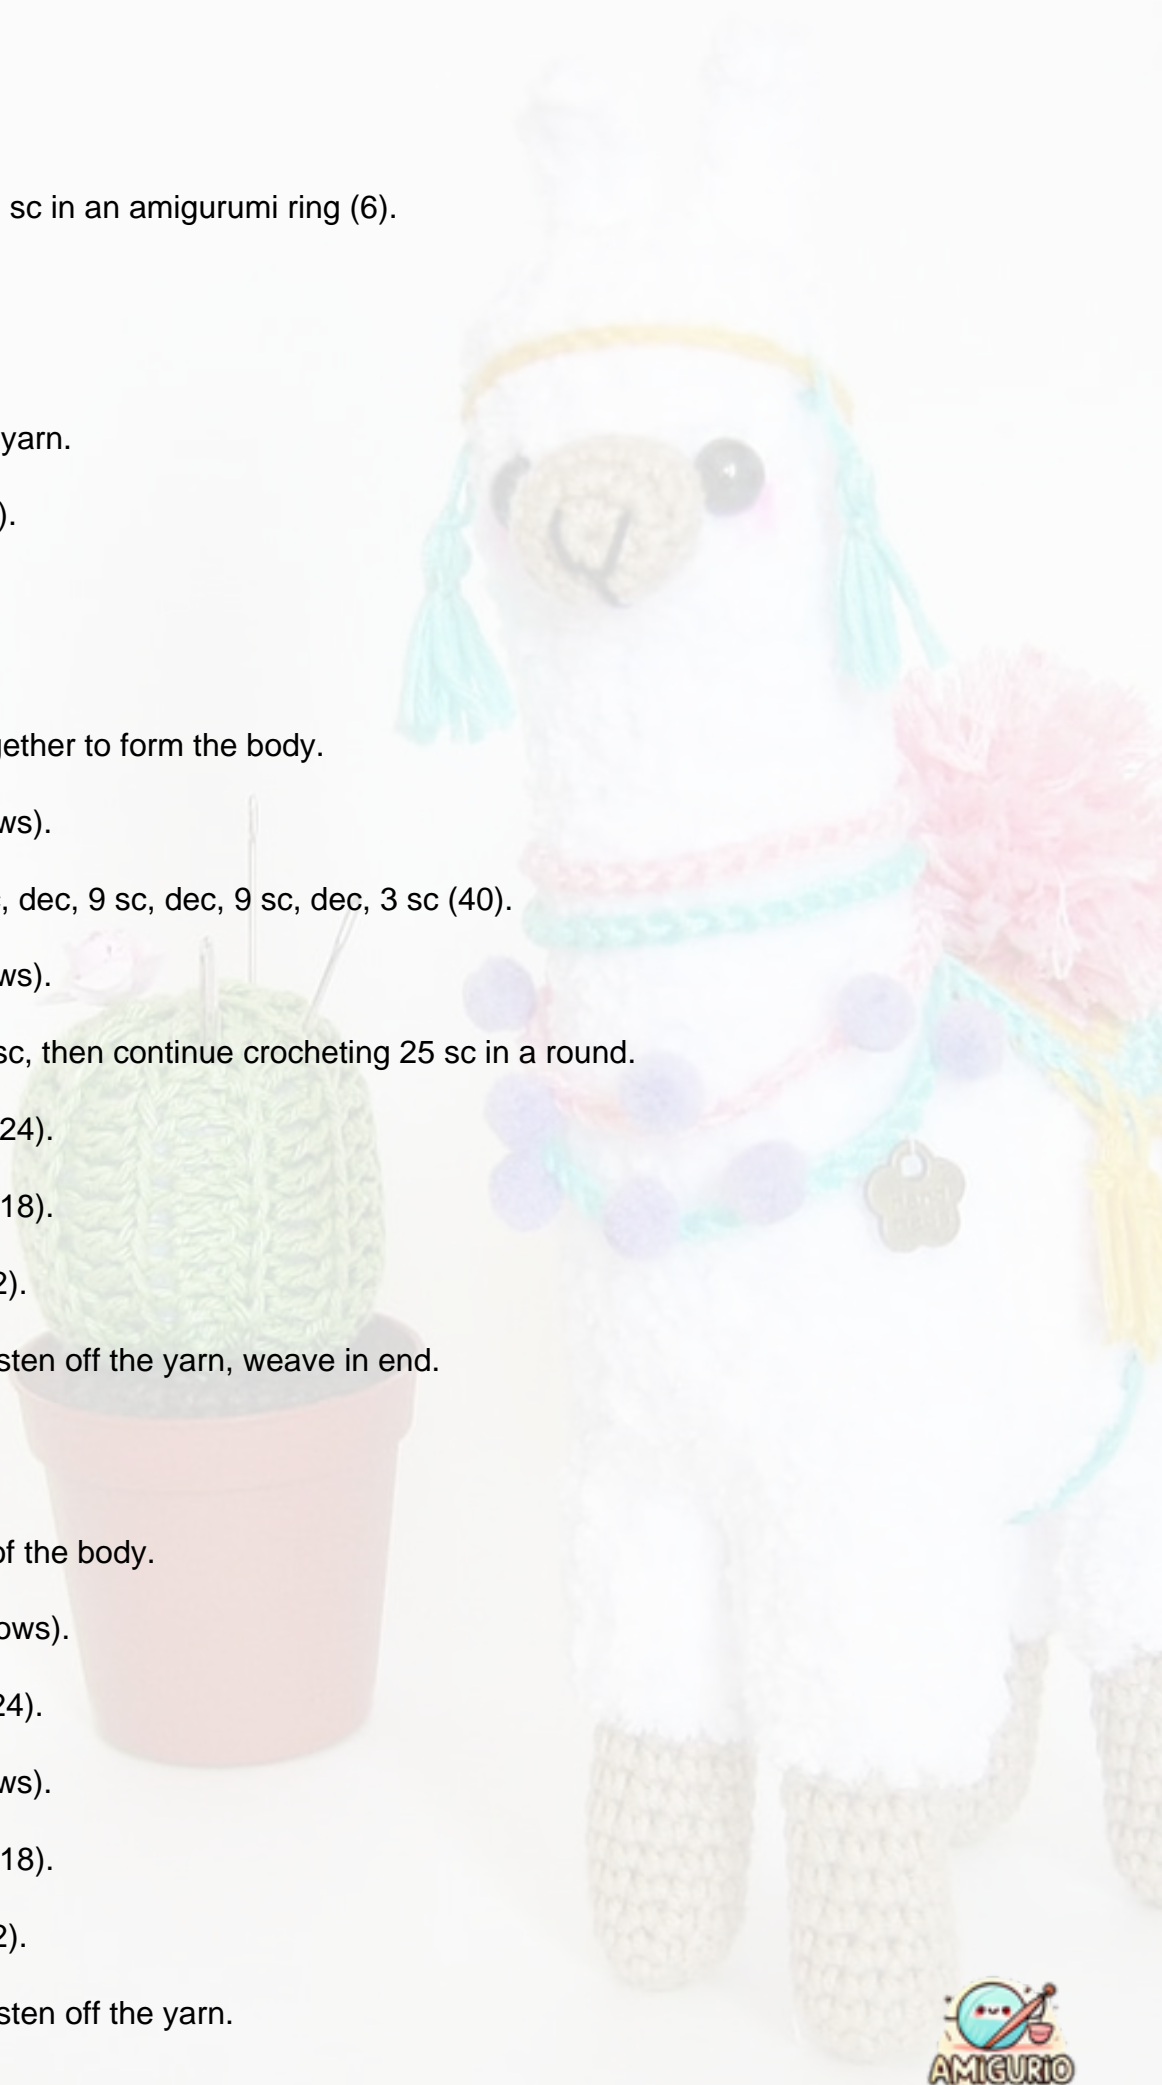 sc in an amigurumi ring (6).
yarn.
).
gether to form the body.
ws).
, dec, 9 sc, dec, 9 sc, dec, 3 sc (40).
ws).
sc, then continue crocheting 25 sc in a round.
24).
18).
2).
sten off the yarn, weave in end.
of the body.
ows).
24).
ws).
18).
2).
sten off the yarn.
AMIGURIO